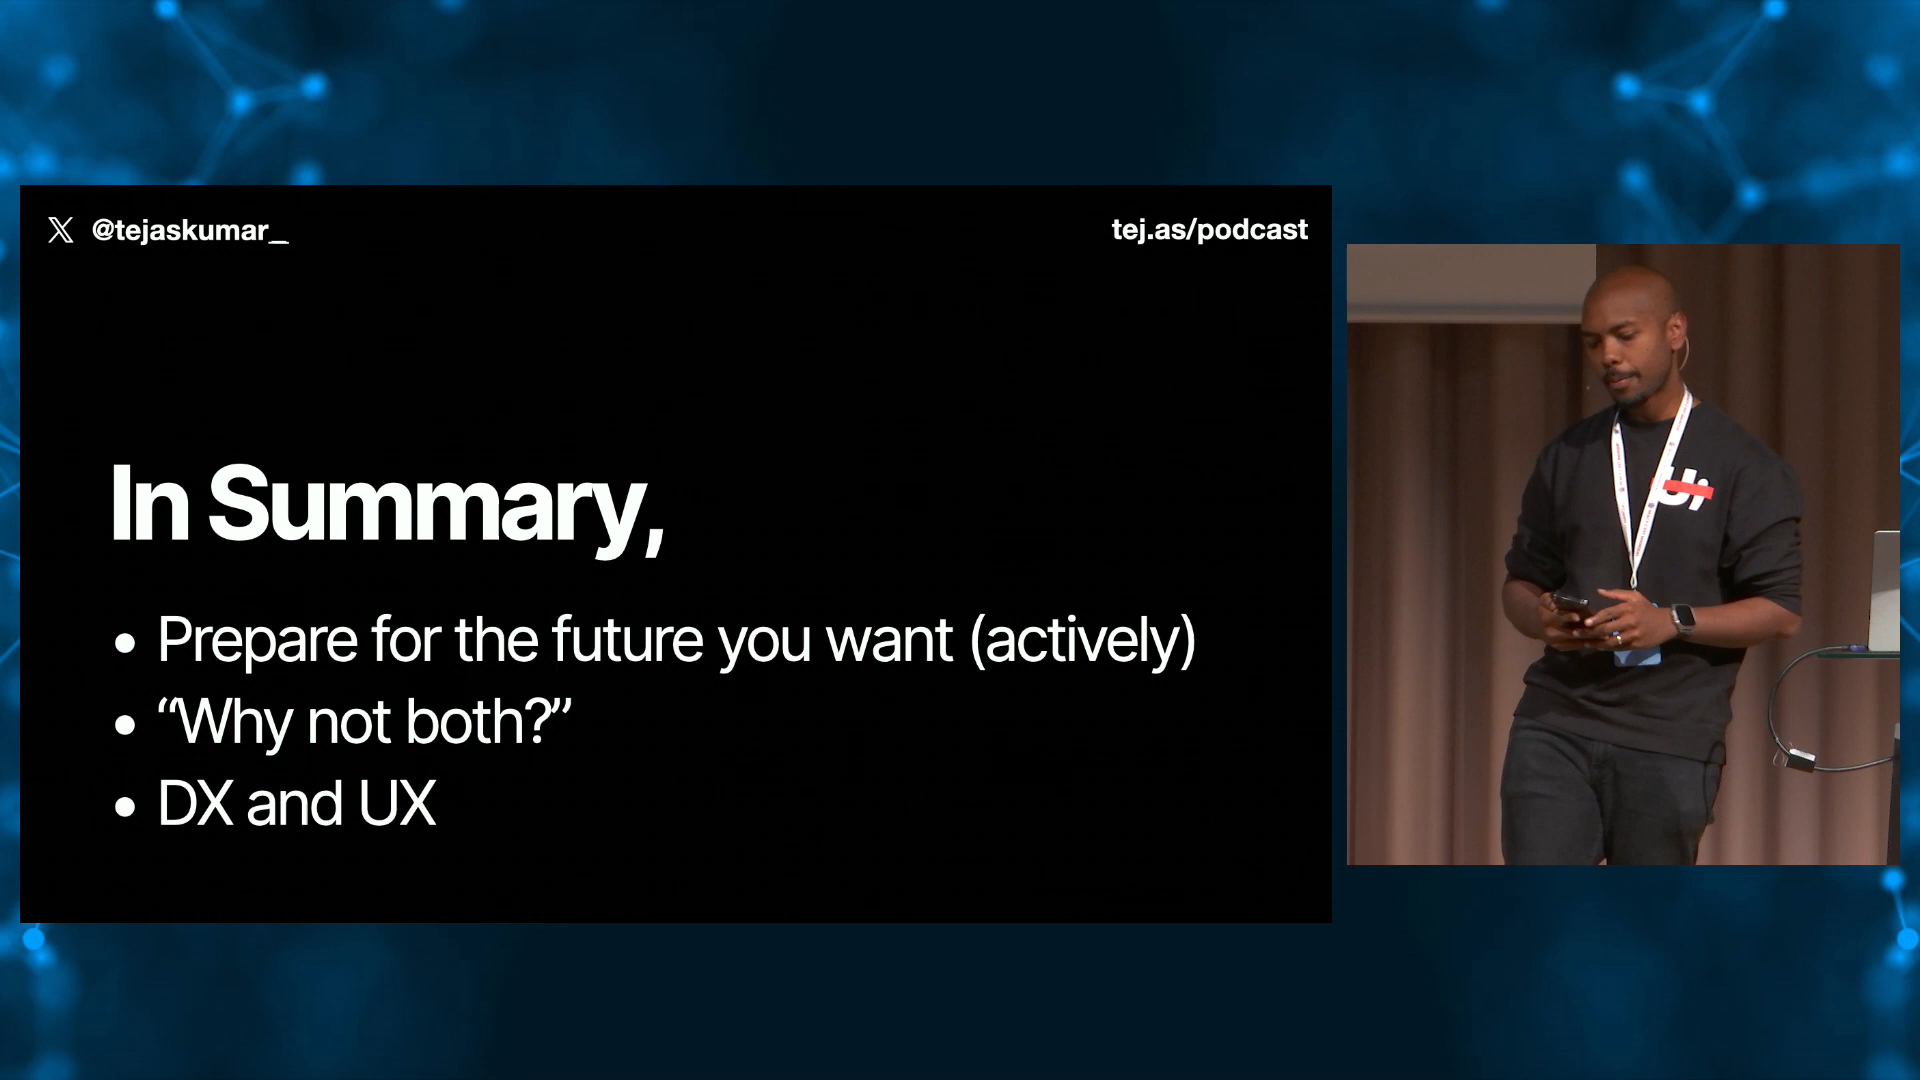 𝕏 @tejaskumar_
tej.as/podcast
In Summary,
• Prepare for the future you want (actively)
• “Why not both?”
• DX and UX